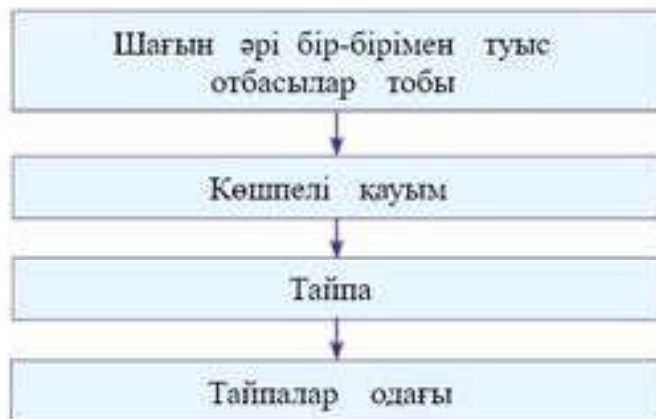 Шағын әрі бір-бірімен туыс
отбасылар тобы
Көшпелі қауым
Тайпа
Тайпалар одағы